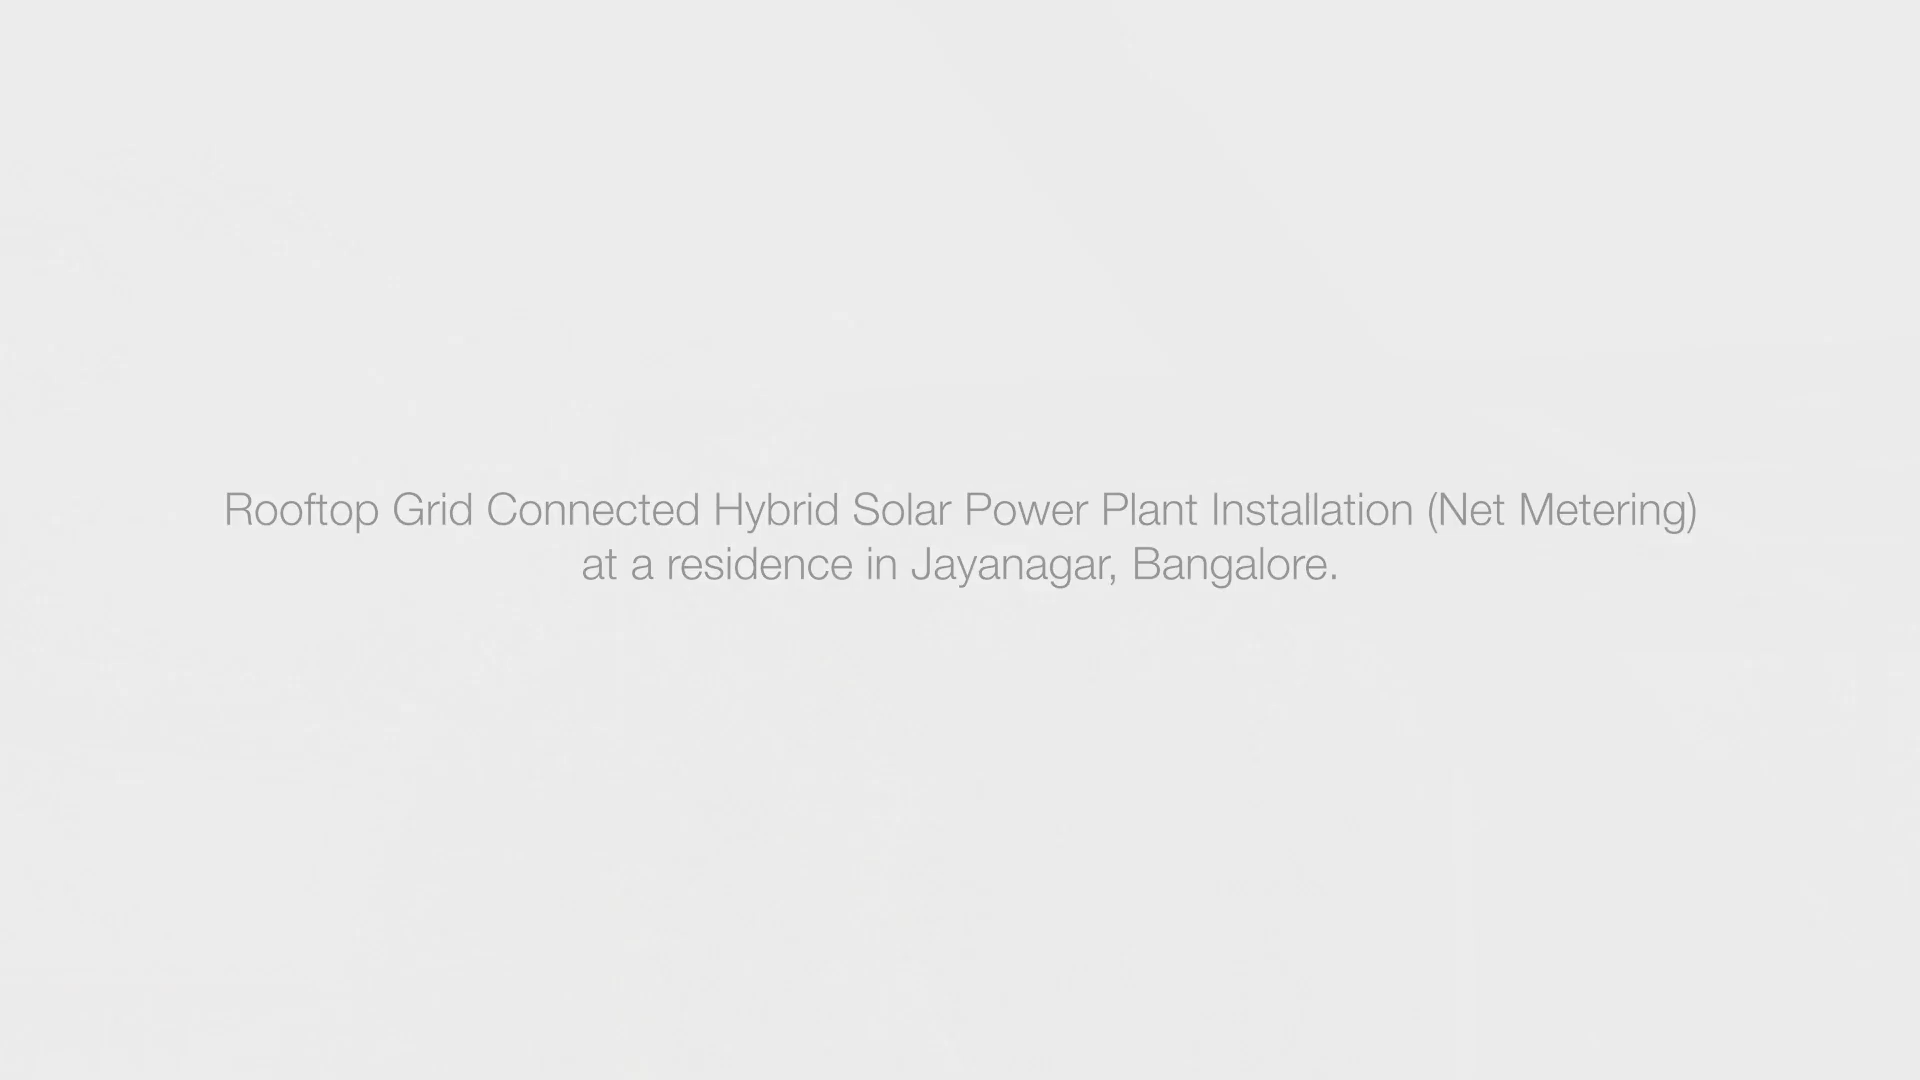 Rooftop Grid Connected Hybrid Solar Power Plant Installation (Net Metering)
at a residence in Jayanagar, Bangalore.